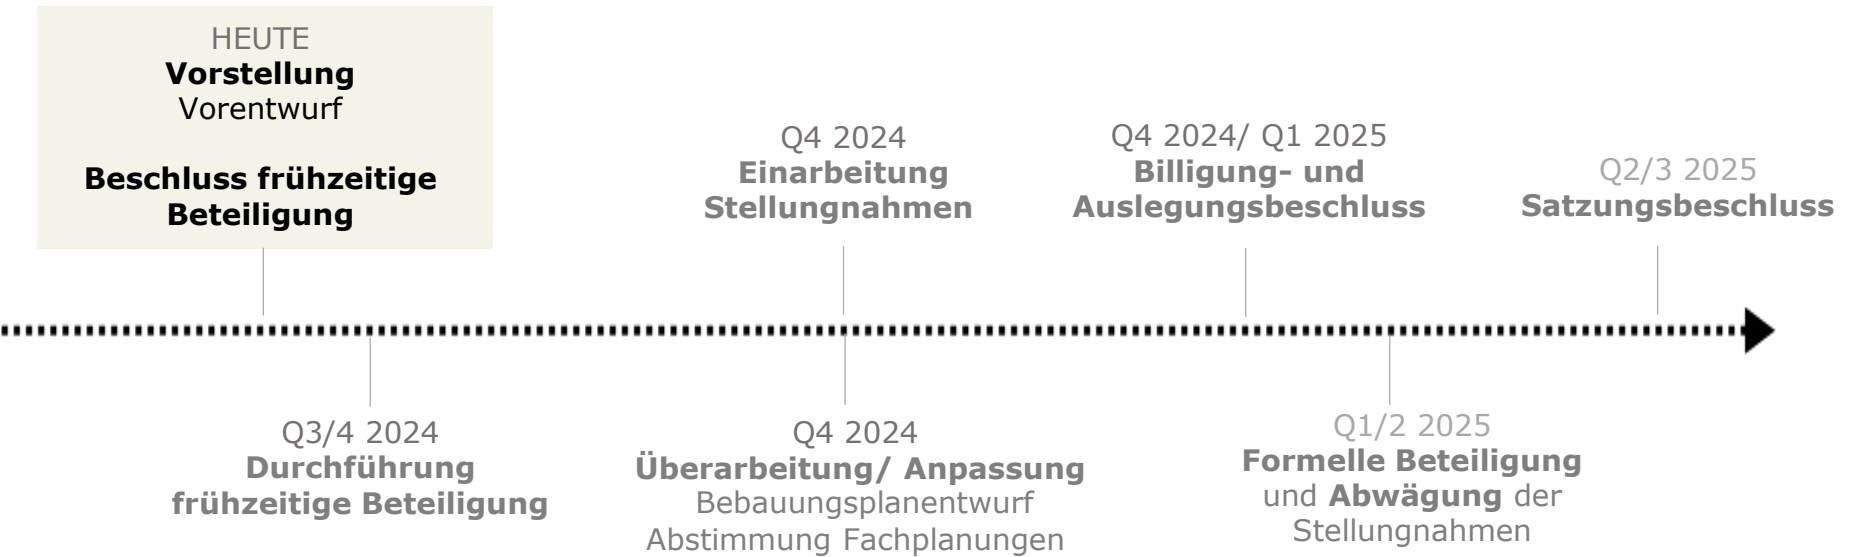 HEUTE
Vorstellung
Vorentwurf
Beschluss frühzeitige
Beteiligung
Q3/4 2024
Durchführung
frühzeitige Beteiligung
Q4 2024
Einarbeitung
Stellungnahmen
Q4 2024
Überarbeitung/ Anpassung
Bebauungsplanentwurf
Abstimmung Fachplanungen
Q4 2024/ Q1 2025
Billigung- und
Auslegungsbeschluss
Q1/2 2025
Formelle Beteiligung
und Abwägung der
Stellungnahmen
Q2/3 2025
Satzungsbeschluss